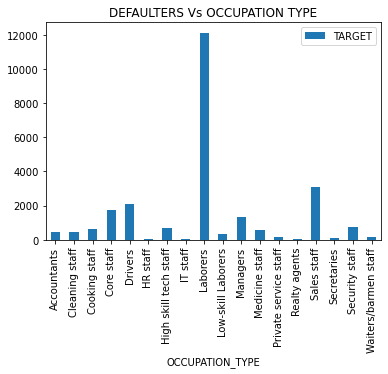 DEFAULTERS Vs OCCUPATION TYPE
TARGET
12000
10000
8000
6000
4000
2000
0
Accountants
Cleaning staff
Cooking staff
Core staff
Drivers
HR staff
High skill tech staff
IT staff
Laborers
Low-skill Laborers
Managers
Medicine staff
Private service staff
Realty agents
Sales staff
Secretaries
Security staff
Waiters/barmen staff
OCCUPATION_TYPE